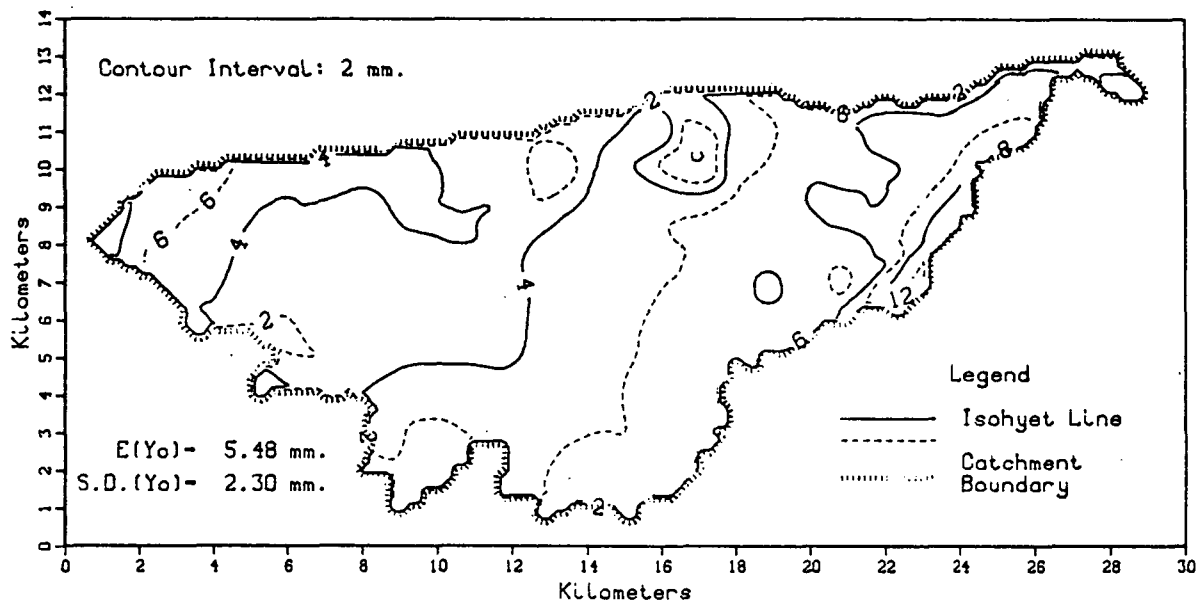 Contour Interval: 2 mm.
14
13
12
11
10
9
8
7
6
5
4
3
2
1
0
Kilometers
2
2
6
4
6
8
6
4
4
2
12
6
2
2
E(Yo)= 5.48 mm.
S.D.(Yo)= 2.30 mm.
Legend
Isohyet Line
Catchment
Boundary
0 2 4 6 8 10 12 14 16 18 20 22 24 26 28 30
Kilometers